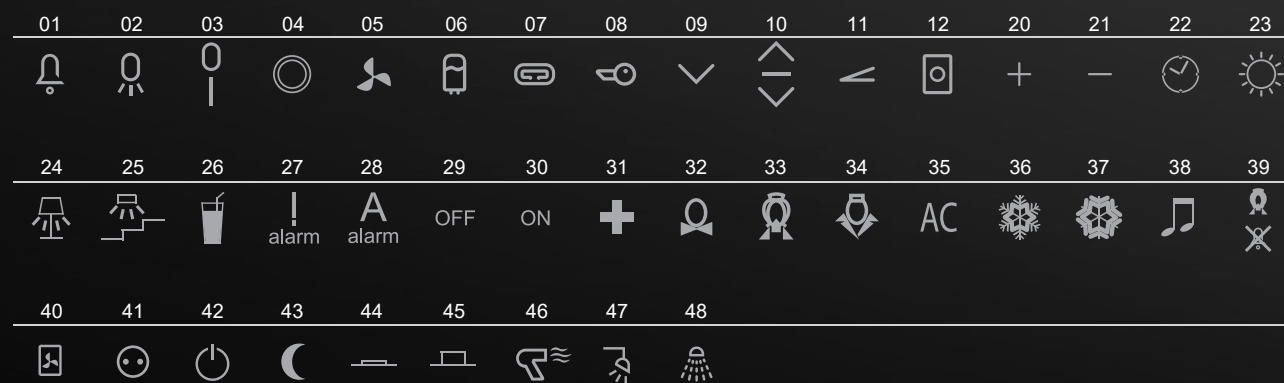 01 02 03 04 05 06 07 08 09 10 11 12 20 21 22 23
24 25 26 27 28 29 30 31 32 33 34 35 36 37 38 39
! A OFF ON AC
alarm alarm
40 41 42 43 44 45 46 47 48